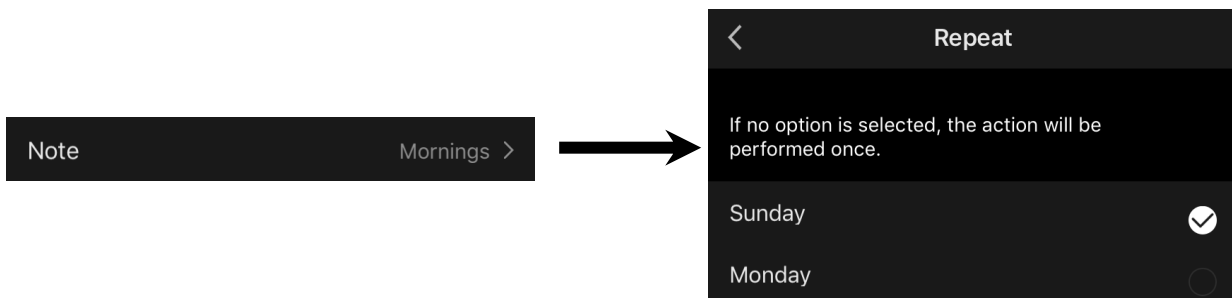 Note Mornings
Repeat
If no option is selected, the action will be
performed once.
Sunday
Monday